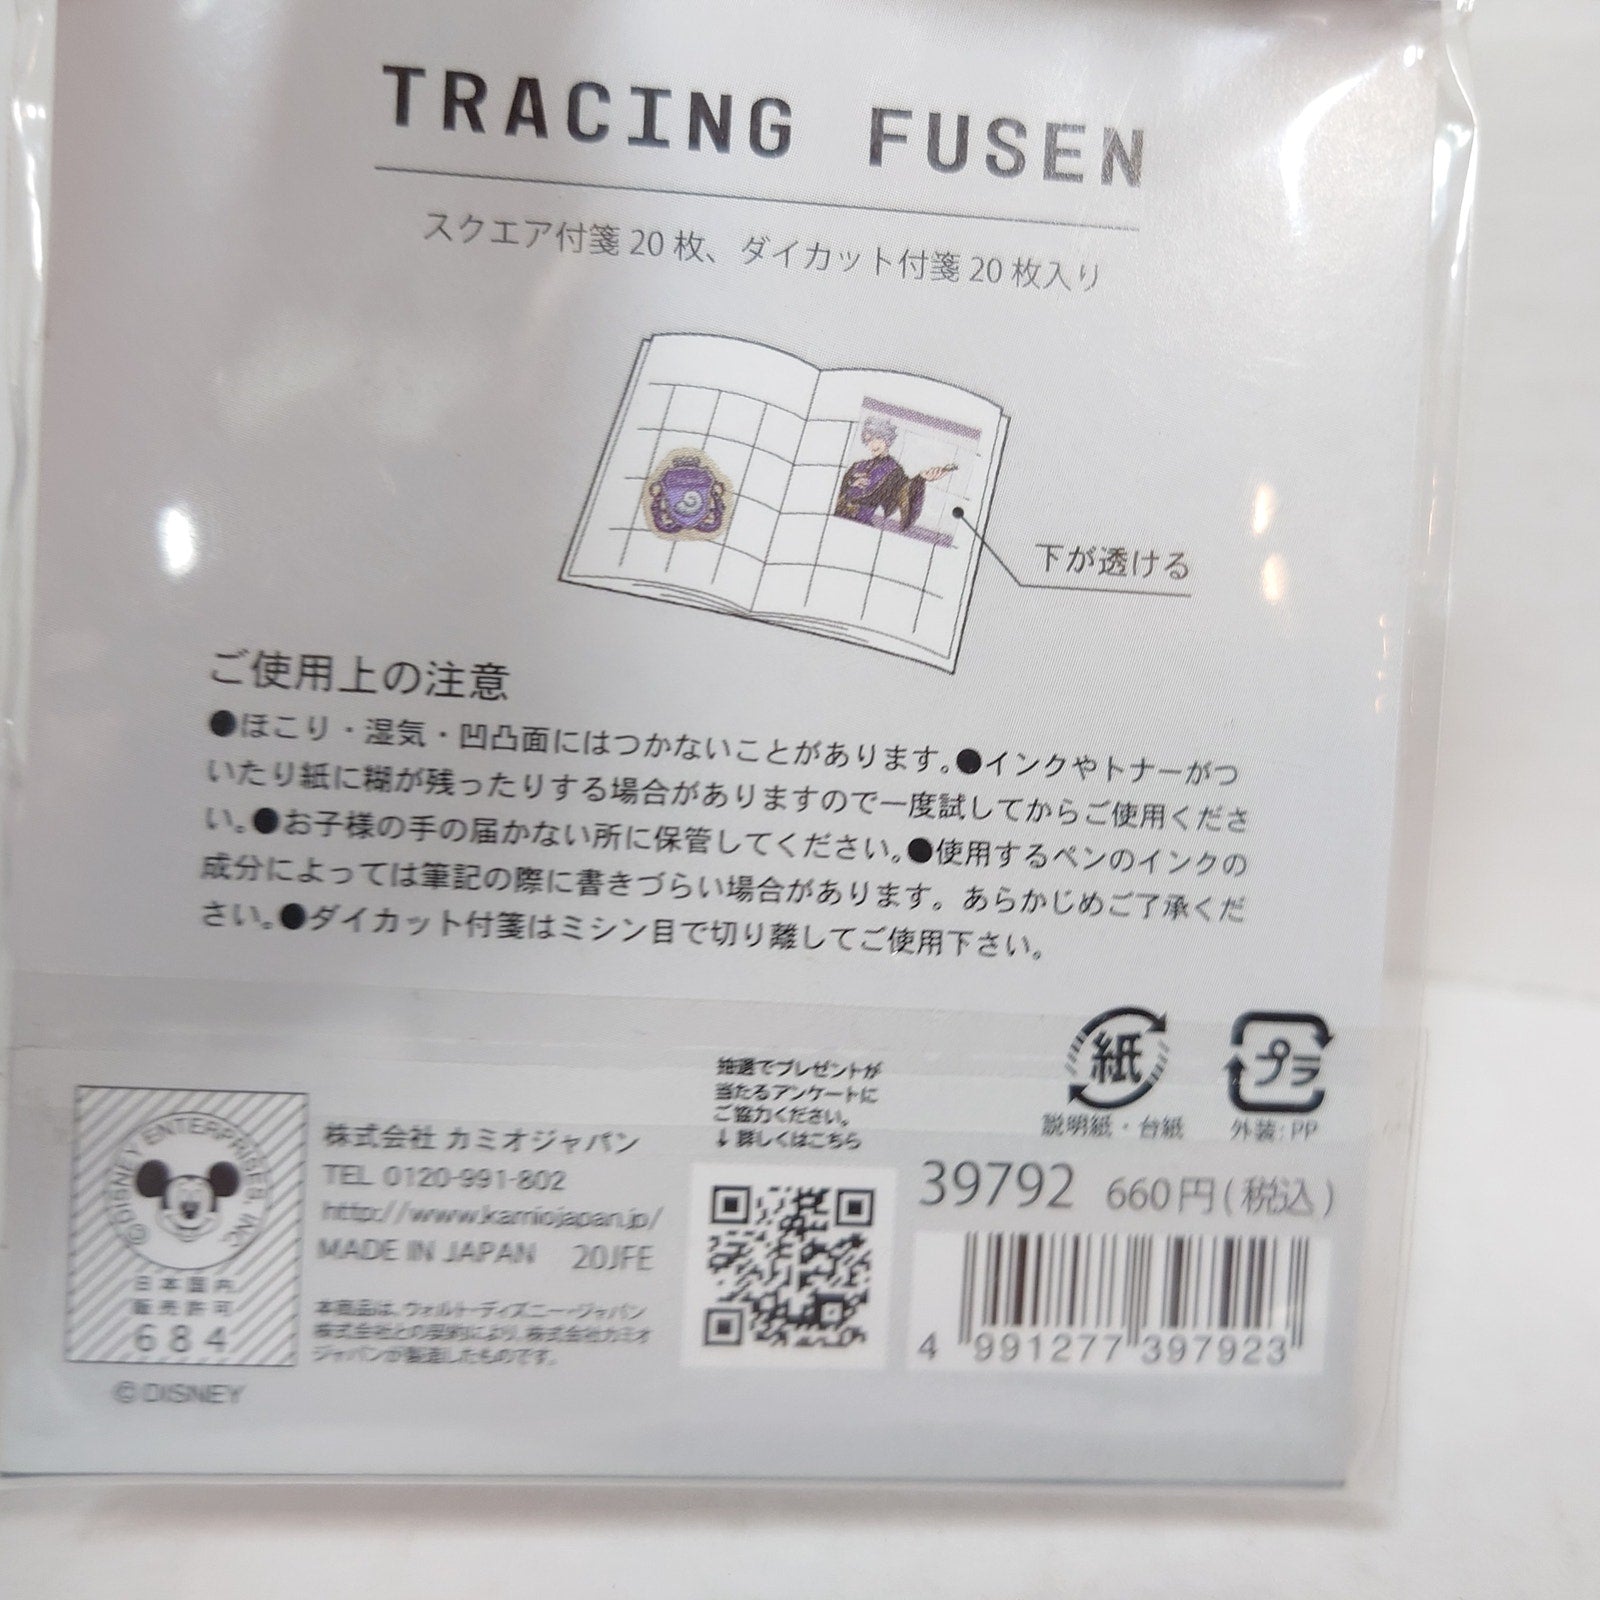 TRACING FUSEN
スクエア付箋20枚、ダイカット付箋20枚入り
下が透ける
ご使用上の注意
●ほこり・湿気・凹凸面にはつかないことがあります。●インクやトナーがつ
いたり紙に糊が残ったりする場合がありますので一度試してからご使用くださ
い。●お子様の手の届かない所に保管してください。●使用するペンのインクの
成分によっては筆記の際に書きづらい場合があります。あらかじめご了承くだ
さい。●ダイカット付箋はミシン目で切り離してご使用下さい。
紙
説明紙・台紙
プラ
外装:PP
抽選でプレゼントが
当たるアンケートに
ご協力ください。
↓詳しくはこちら
©DISNEY ENTERPRISES, INC.
日本国内
販売許可
684
©DISNEY
株式会社 カミオジャパン
TEL 0120-991-802
http://www.kamiojapan.jp/
MADE IN JAPAN 20JFE
本商品は、ウォルト・ディズニー・ジャパン
株式会社との契約により、株式会社カミオ
ジャパンが製造したものです。
39792 660円(税込)
4 991277 397923